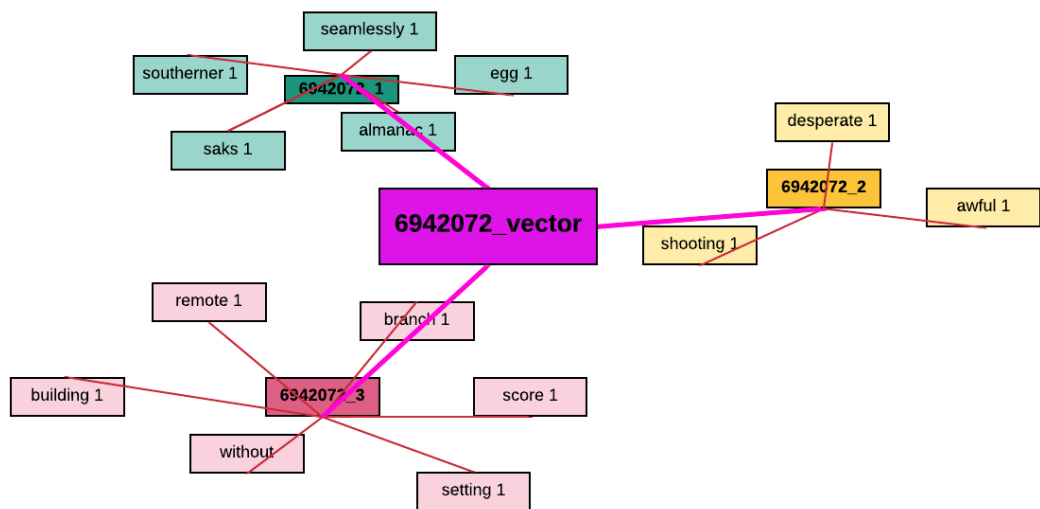 seamlessly 1
southerner 1
egg 1
6942072_1
almanac 1
saks 1
desperate 1
6942072_2
awful 1
6942072_vector
shooting 1
remote 1
branch 1
building 1
6942072_3
score 1
without
setting 1